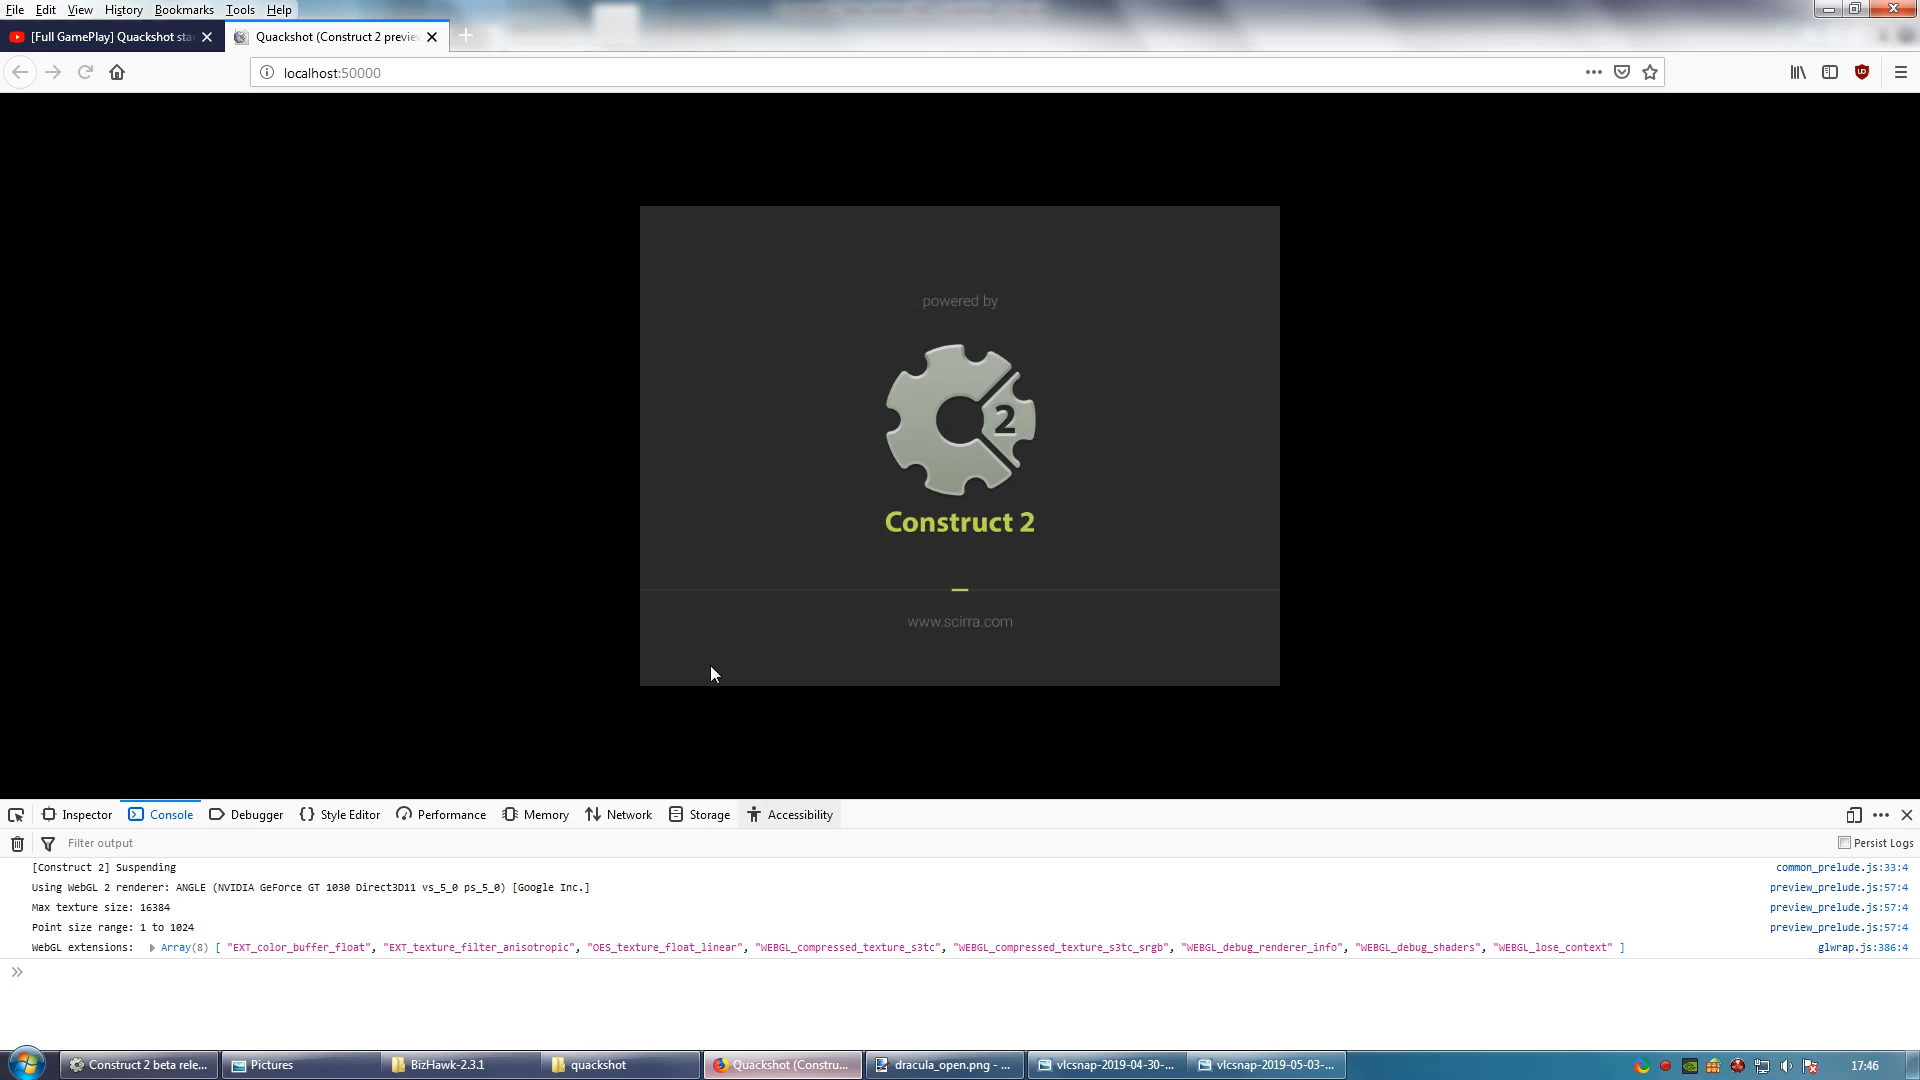 File Edit View History Bookmarks Tools Help
[Full GamePlay] Quackshot sta
Quackshot (Construct 2 previe
localhost:50000
powered by
2
Construct 2
www.scirra.com
Inspector Console Debugger Style Editor Performance Memory Network Storage Accessibility
Filter output Persist Logs
[Construct 2] Suspending common_prelude.js:33:4
Using WebGL 2 renderer: ANGLE (NVIDIA GeForce GT 1030 Direct3D11 vs_5_0 ps_5_0) [Google Inc.] preview_prelude.js:57:4
Max texture size: 16384 preview_prelude.js:57:4
Point size range: 1 to 1024 preview_prelude.js:57:4
WebGL extensions: Array(8) [ "EXT_color_buffer_float", "EXT_texture_filter_anisotropic", "OES_texture_float_linear", "WEBGL_compressed_texture_s3tc", "WEBGL_compressed_texture_s3tc_srgb", "WEBGL_debug_renderer_info", "WEBGL_debug_shaders", "WEBGL_lose_context" ] glwrap.js:386:4
Construct 2 beta rele... Pictures BizHawk-2.3.1 quackshot Quackshot (Constru... dracula_open.png - ... vlcsnap-2019-04-30-... vlcsnap-2019-05-03-... 17:46